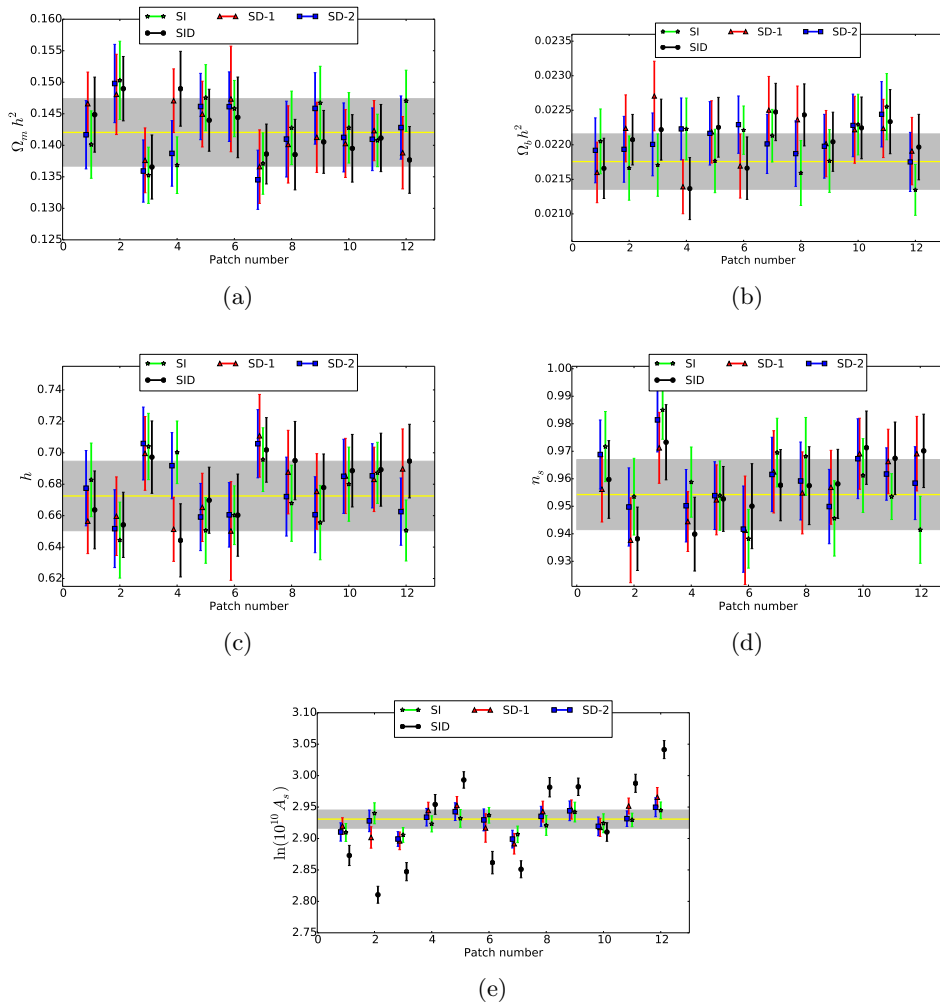 SI SD-1 SD-2
SID
Ω_m h²
0.160
0.155
0.150
0.145
0.140
0.135
0.130
0.125
0 2 4 6 8 10 12
Patch number
(a)
SI SD-1 SD-2
SID
Ω_b h²
0.0235
0.0230
0.0225
0.0220
0.0215
0.0210
0 2 4 6 8 10 12
Patch number
(b)
SI SD-1 SD-2
SID
h
0.74
0.72
0.70
0.68
0.66
0.64
0.62
0 2 4 6 8 10 12
Patch number
(c)
SI SD-1 SD-2
SID
n_s
1.00
0.99
0.98
0.97
0.96
0.95
0.94
0.93
0 2 4 6 8 10 12
Patch number
(d)
SI SD-1 SD-2
SID
ln(10¹⁰ A_s)
3.10
3.05
3.00
2.95
2.90
2.85
2.80
2.75
0 2 4 6 8 10 12
Patch number
(e)